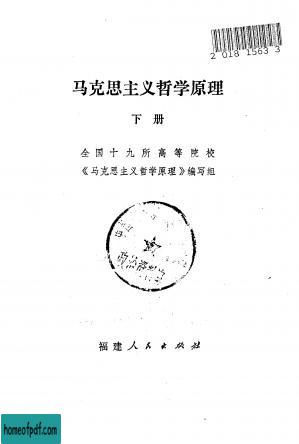 2 018 1563 3
马克思主义哲学原理
下册
全国十九所高等院校
《马克思主义哲学原理》编写组
福建人民出版社
homeofpdf.com